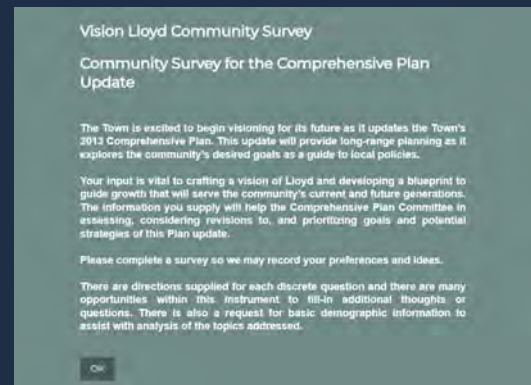 Vision Lloyd Community Survey
Community Survey for the Comprehensive Plan
Update
The Town is excited to begin visioning for its future as it updates the Town's
2013 Comprehensive Plan. This update will provide long-range planning as it
explores the community's desired goals as a guide to local policies.
Your input is vital to crafting a vision of Lloyd and developing a blueprint to
guide growth that will serve the community's current and future generations.
The information you supply will help the Comprehensive Plan Committee in
assessing, considering revisions to, and prioritizing goals and potential
strategies of this Plan update.
Please complete a survey so we may record your preferences and ideas.
There are directions supplied for each discrete question and there are many
opportunities within this instrument to fill-in additional thoughts or
questions. There is also a request for basic demographic information to
assist with analysis of the topics addressed.
OK